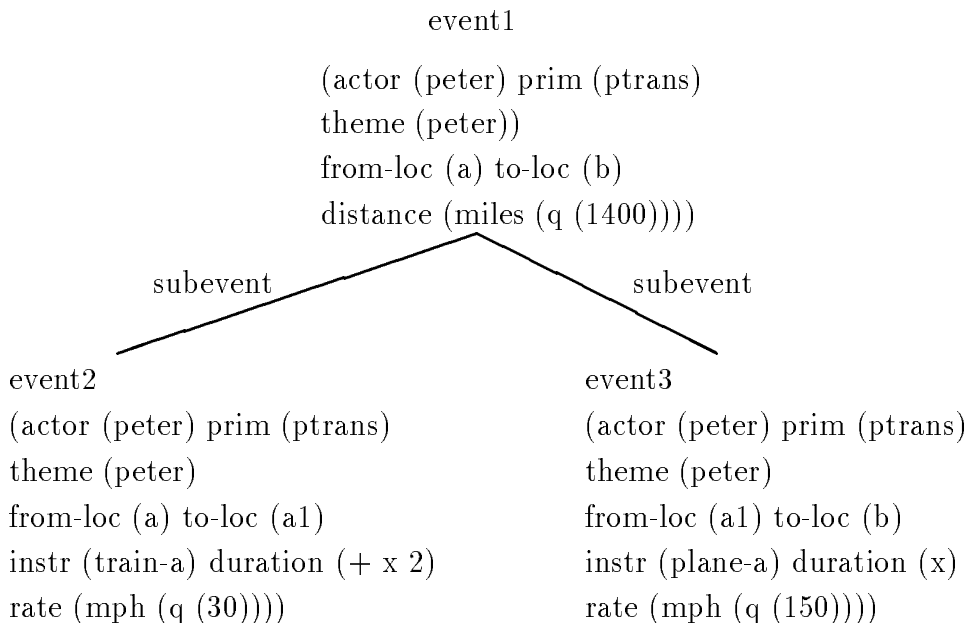 event1
(actor (peter) prim (ptrans)
theme (peter))
from-loc (a) to-loc (b)
distance (miles (q (1400))))
subevent
subevent
event2
(actor (peter) prim (ptrans)
theme (peter)
from-loc (a) to-loc (a1)
instr (train-a) duration (+ x 2)
rate (mph (q (30))))
event3
(actor (peter) prim (ptrans)
theme (peter)
from-loc (a1) to-loc (b)
instr (plane-a) duration (x)
rate (mph (q (150))))